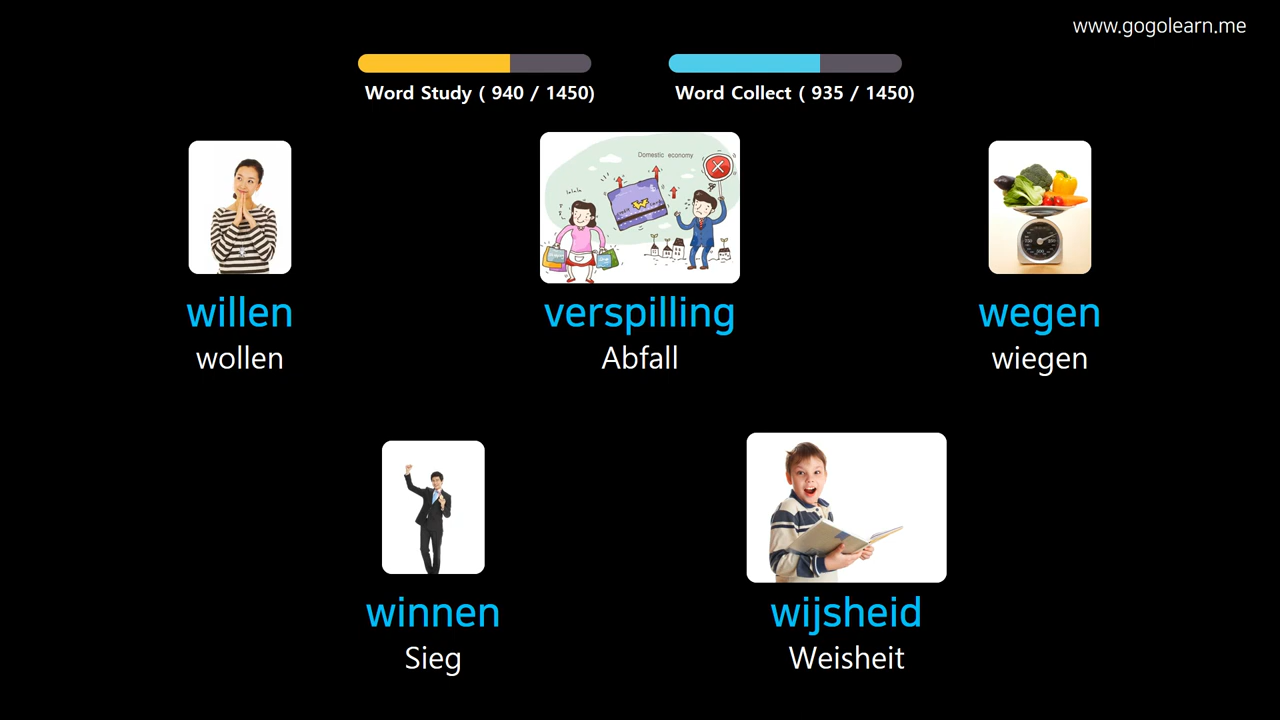 www.gogolearn.me
Word Study ( 940 / 1450)
Word Collect ( 935 / 1450)
Domestic economy
lalala
willen
wollen
verspilling
Abfall
wegen
wiegen
winnen
Sieg
wijsheid
Weisheit